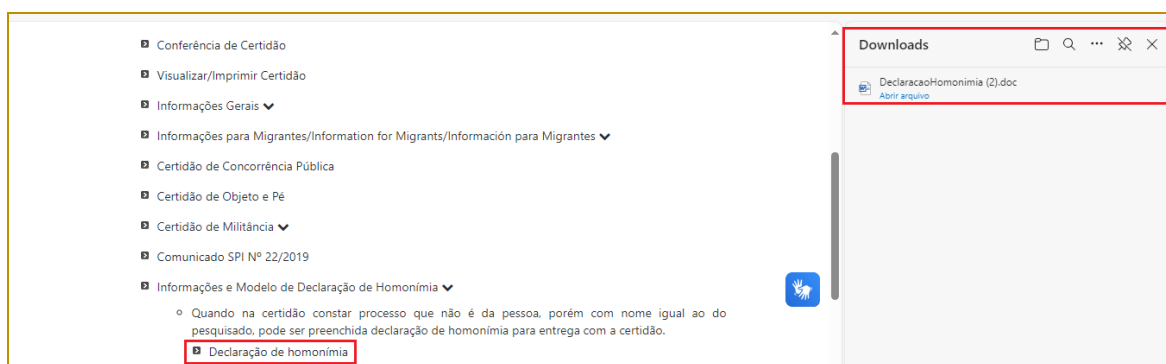 Conferência de Certidão
Visualizar/Imprimir Certidão
Informações Gerais
Informações para Migrantes/Information for Migrants/Información para Migrantes
Certidão de Concorrência Pública
Certidão de Objeto e Pé
Certidão de Militância
Comunicado SPI Nº 22/2019
Informações e Modelo de Declaração de Homonímia
Quando na certidão constar processo que não é da pessoa, porém com nome igual ao do
pesquisado, pode ser preenchida declaração de homonímia para entrega com a certidão.
Declaração de homonímia
Downloads
DeclaracaoHomonimia (2).doc
Abrir arquivo